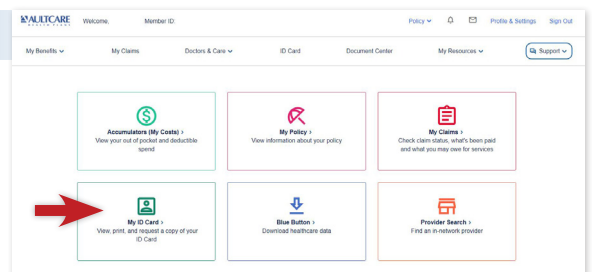 AULTCARE
HEALTH PLANS
Welcome,
Member ID
Policy
Profile & Settings
Sign Out
My Benefits
My Claims
Doctors & Care
ID Card
Document Center
My Resources
Support
Accumulators (My Costs) >
View your out of pocket and deductible
spend
My Policy >
View information about your policy
My Claims >
Check claim status, what's been paid
and what you may owe for services
My ID Card >
View, print, and request a copy of your
ID Card
Blue Button >
Download healthcare data
Provider Search >
Find an in-network provider